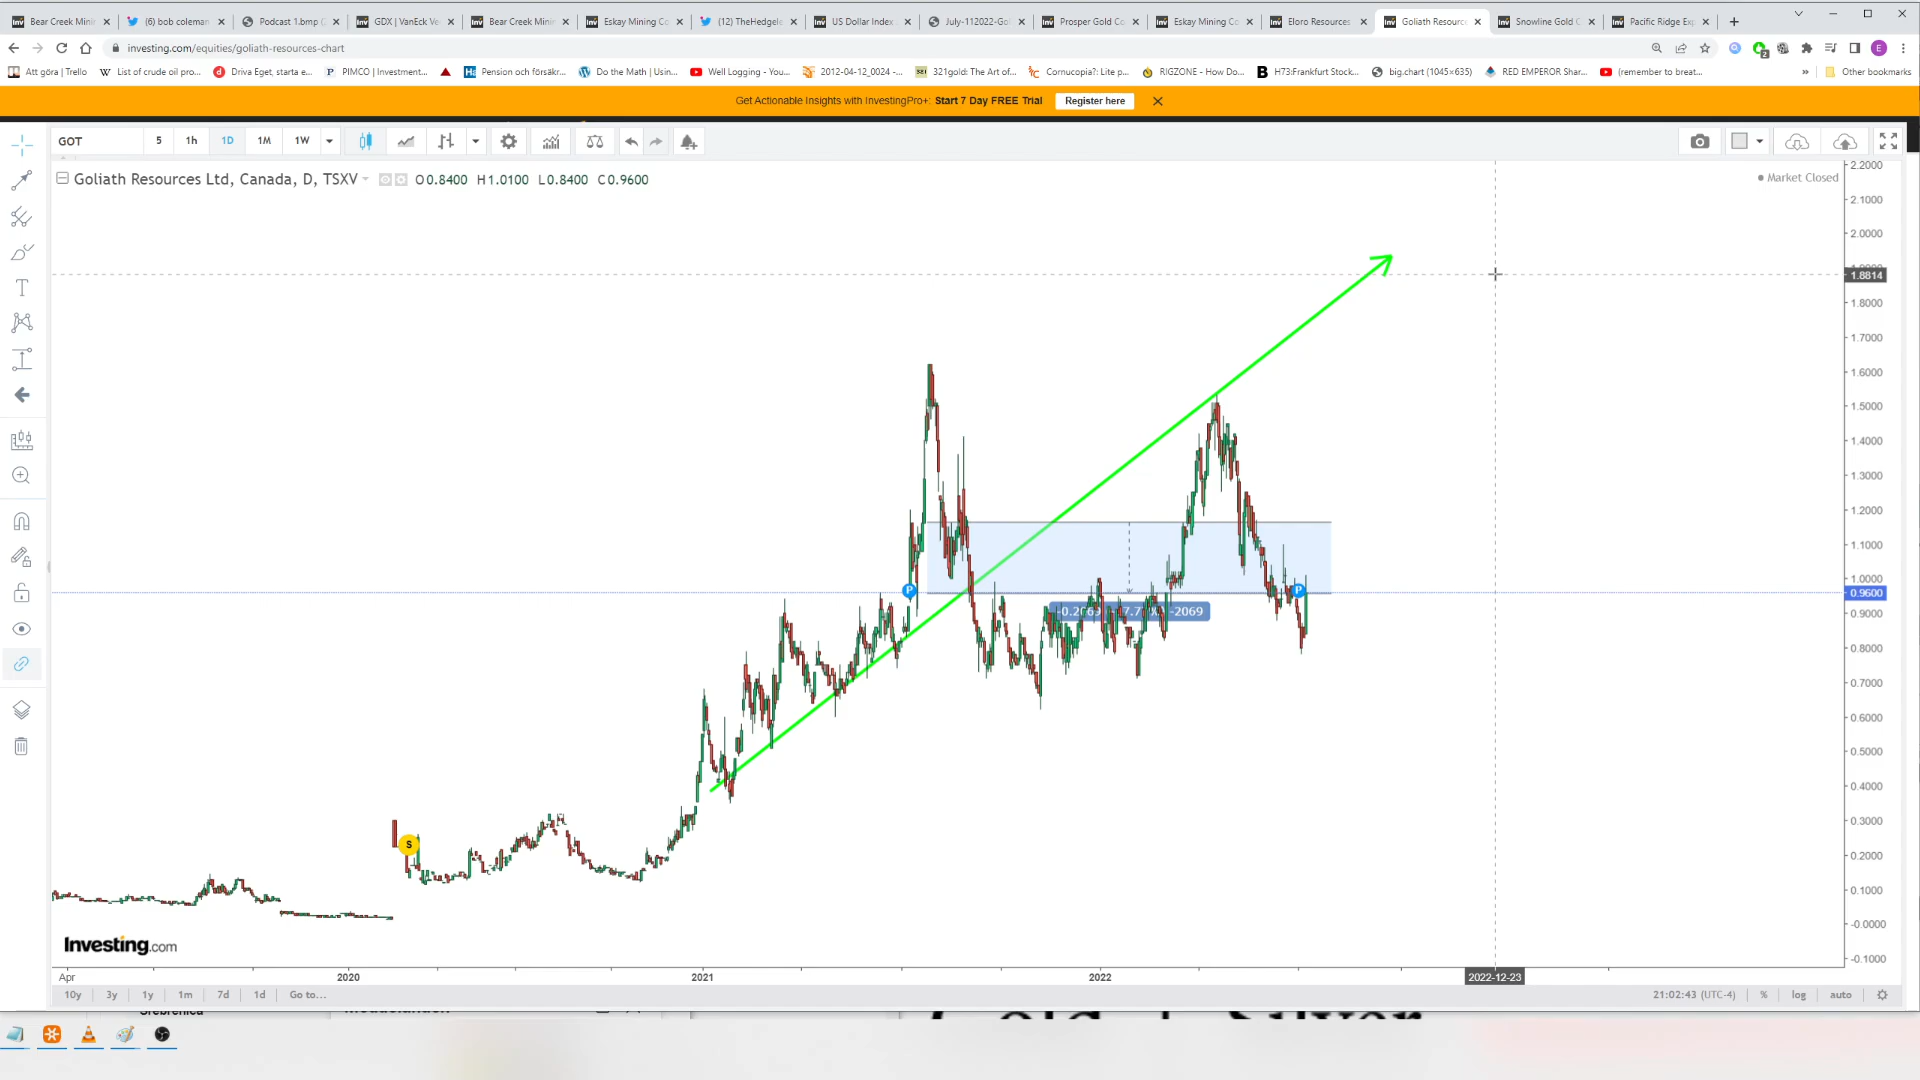 Bear Creek Mini
(6) bob coleman
Podcast 1.bmp (2
GDX | VanEck Ve
Bear Creek Mini
Eskay Mining Co
(12) TheHedgele
US Dollar Index
July-112022-Gol
Prosper Gold Co
Eskay Mining Co
Eloro Resources
Goliath Resourc
Snowline Gold C
Pacific Ridge Exp
investing.com/equities/goliath-resources-chart
Att göra | Trello
List of crude oil pro...
Driva Eget, starta e...
PIMCO | Investment...
Pension och försäkr...
Do the Math | Usin...
Well Logging - You...
2012-04-12_0024 -...
321gold: The Art of...
Cornucopia?: Lite p...
RIGZONE - How Do...
H73:Frankfurt Stock...
big.chart (1045×635)
RED EMPEROR Shar...
(remember to breat...
Other bookmarks
Get Actionable Insights with InvestingPro+: Start 7 Day FREE Trial
Register here
GOT
5
1h
1D
1M
1W
Goliath Resources Ltd, Canada, D, TSXV
O0.8400 H1.0100 L0.8400 C0.9600
Market Closed
2.2000
2.1000
2.0000
1.8814
1.8000
1.7000
1.6000
1.5000
1.4000
1.3000
1.2000
1.1000
1.0000
0.9600
0.9000
0.8000
0.7000
0.6000
0.5000
0.4000
0.3000
0.2000
0.1000
-0.0000
-0.1000
P
P
S
-2069
Investing.com
Apr
2020
2021
2022
2022-12-23
10y
3y
1y
1m
7d
1d
Go to...
21:02:43 (UTC-4)
%
log
auto